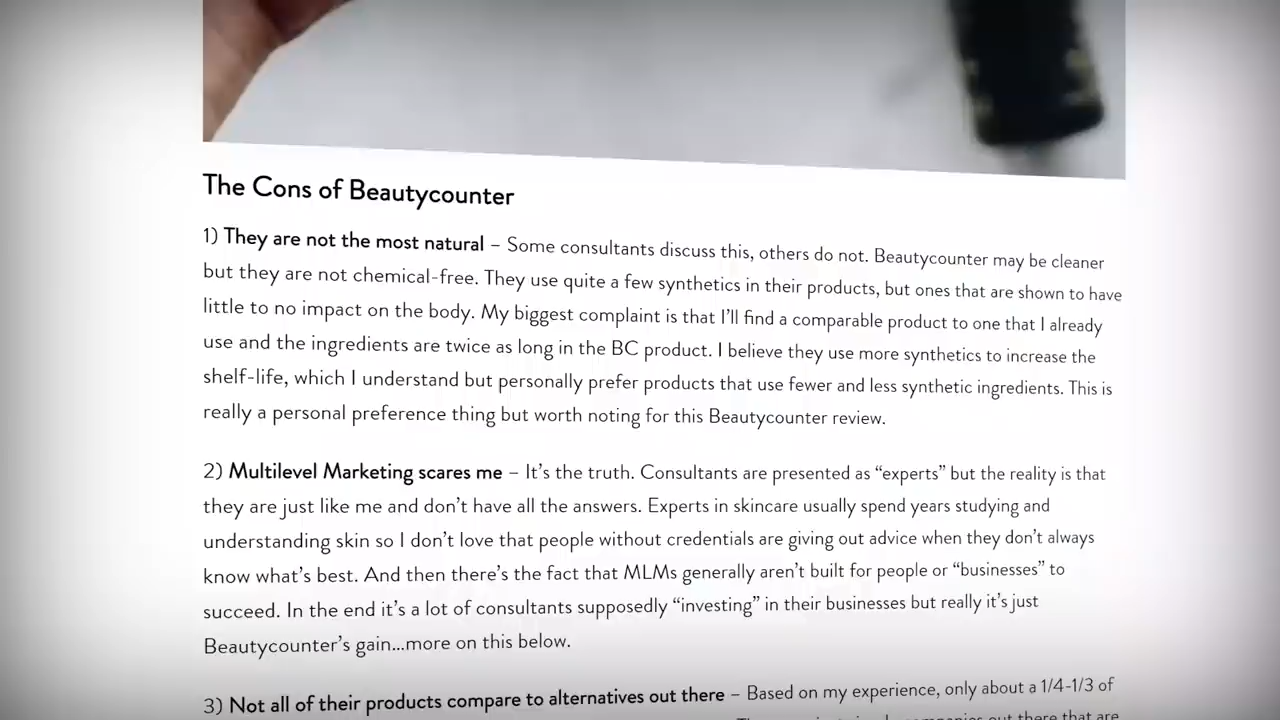 The Cons of Beautycounter
1) They are not the most natural – Some consultants discuss this, others do not. Beautycounter may be cleaner
but they are not chemical-free. They use quite a few synthetics in their products, but ones that are shown to have
little to no impact on the body. My biggest complaint is that I'll find a comparable product to one that I already
use and the ingredients are twice as long in the BC product. I believe they use more synthetics to increase the
shelf-life, which I understand but personally prefer products that use fewer and less synthetic ingredients. This is
really a personal preference thing but worth noting for this Beautycounter review.
2) Multilevel Marketing scares me – It's the truth. Consultants are presented as “experts” but the reality is that
they are just like me and don't have all the answers. Experts in skincare usually spend years studying and
understanding skin so I don't love that people without credentials are giving out advice when they don't always
know what's best. And then there's the fact that MLMs generally aren't built for people or “businesses” to
succeed. In the end it's a lot of consultants supposedly “investing” in their businesses but really it's just
Beautycounter's gain...more on this below.
3) Not all of their products compare to alternatives out there – Based on my experience, only about a 1/4-1/3 of
out there that are